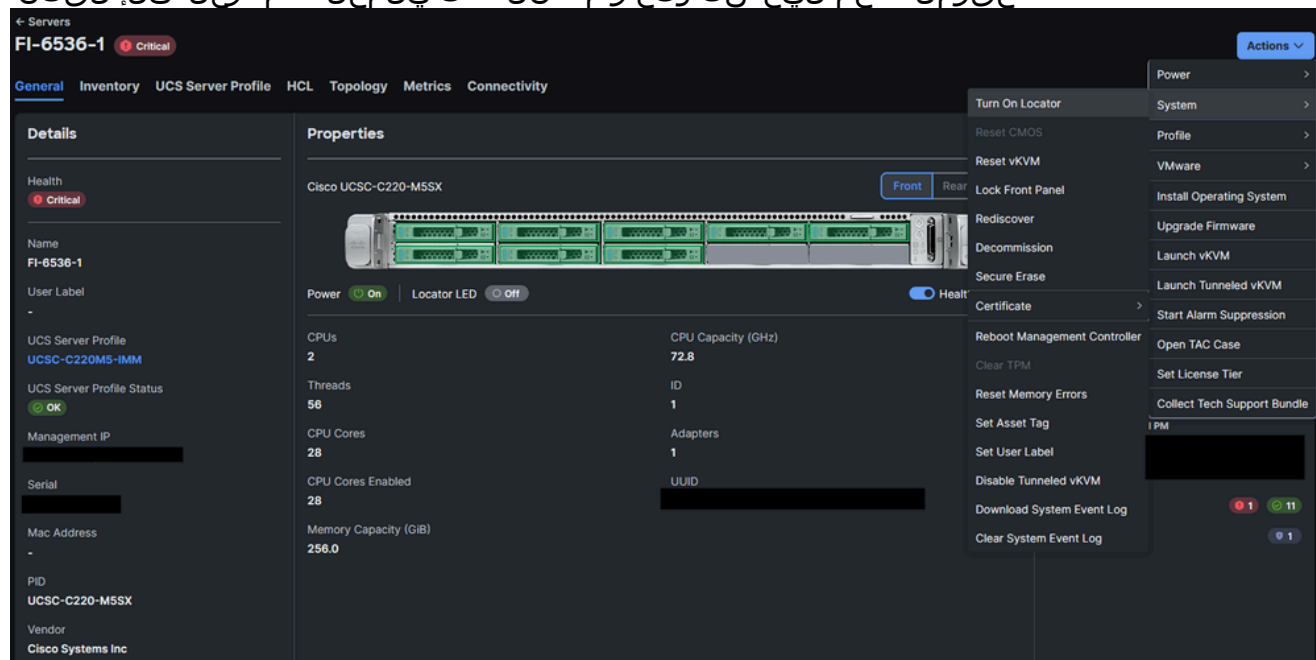 ← Servers
FI-6536-1 Critical
Actions
General Inventory UCS Server Profile HCL Topology Metrics Connectivity
Details
Health
Critical
Name
FI-6536-1
User Label
-
UCS Server Profile
UCSC-C220M5-IMM
UCS Server Profile Status
OK
Management IP
Serial
Mac Address
-
PID
UCSC-C220-M5SX
Vendor
Cisco Systems Inc
Properties
Cisco UCSC-C220-M5SX
Front Rear
Power On Locator LED Off
Healt
CPUs
2
Threads
56
CPU Cores
28
CPU Cores Enabled
28
Memory Capacity (GiB)
256.0
CPU Capacity (GHz)
72.8
ID
1
Adapters
1
UUID
Turn On Locator
Reset CMOS
Reset vKVM
Lock Front Panel
Rediscover
Decommission
Secure Erase
Certificate
Reboot Management Controller
Clear TPM
Reset Memory Errors
Set Asset Tag
Set User Label
Disable Tunneled vKVM
Download System Event Log
Clear System Event Log
Power
System
Profile
VMware
Install Operating System
Upgrade Firmware
Launch vKVM
Launch Tunneled vKVM
Start Alarm Suppression
Open TAC Case
Set License Tier
Collect Tech Support Bundle
PM
1 11
1